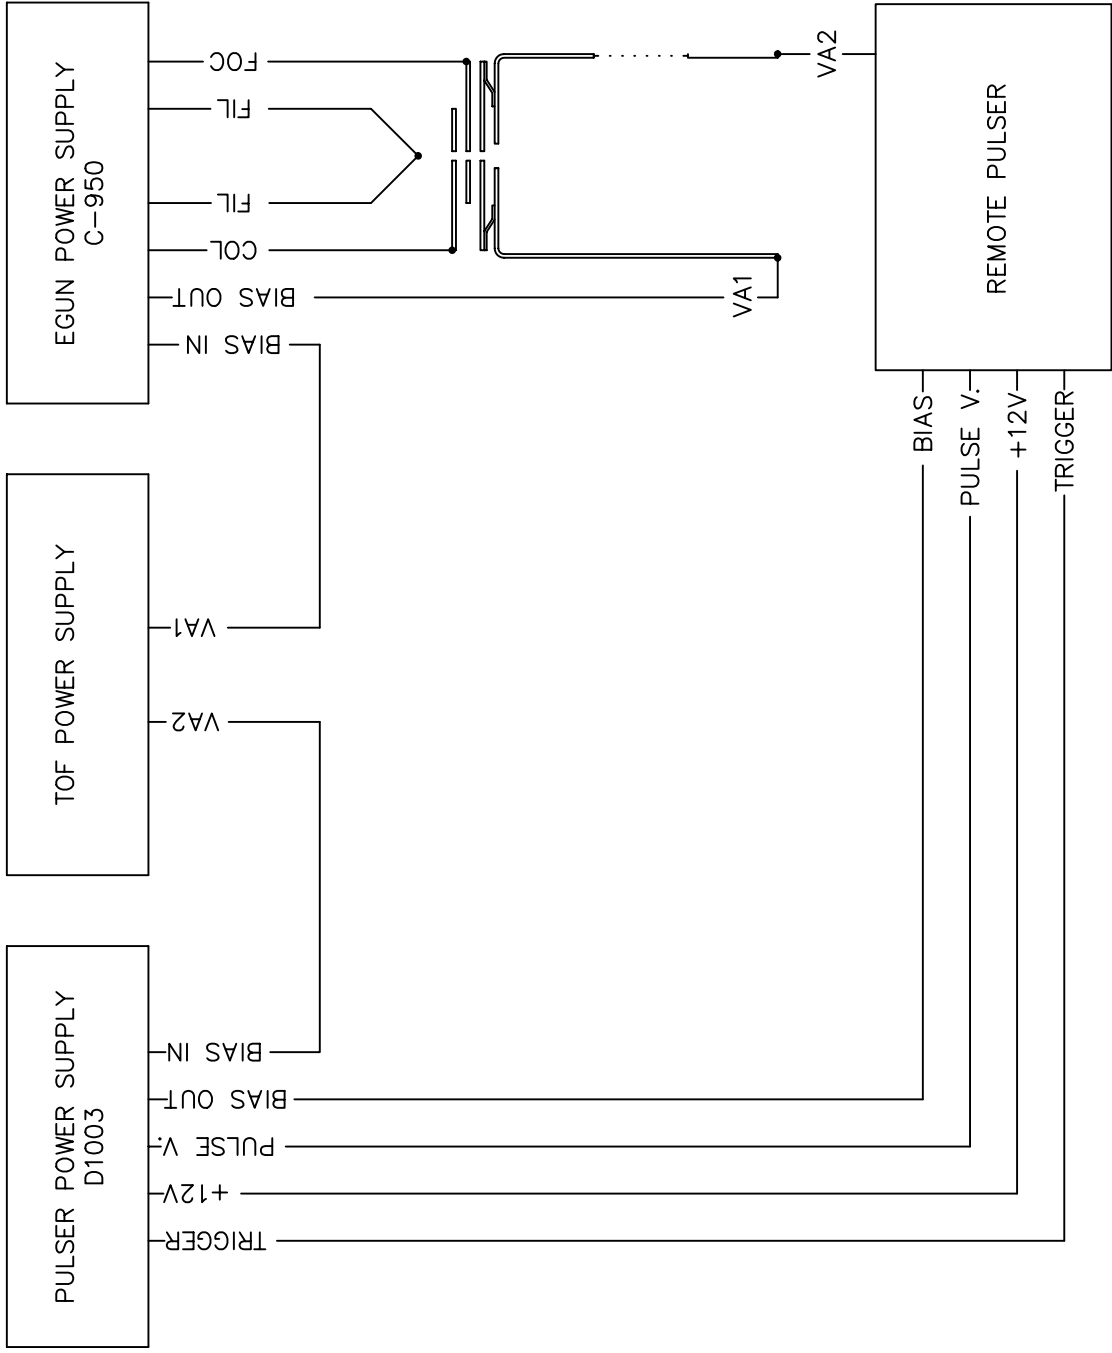 EGUN POWER SUPPLY
C-950
FOC
FIL
FIL
COL
BIAS OUT
BIAS IN
TOF POWER SUPPLY
VA1
VA2
PULSER POWER SUPPLY
D1003
BIAS IN
BIAS OUT
PULSE V.
+12V
TRIGGER
VA1
VA2
REMOTE PULSER
BIAS
PULSE V.
+12V
TRIGGER